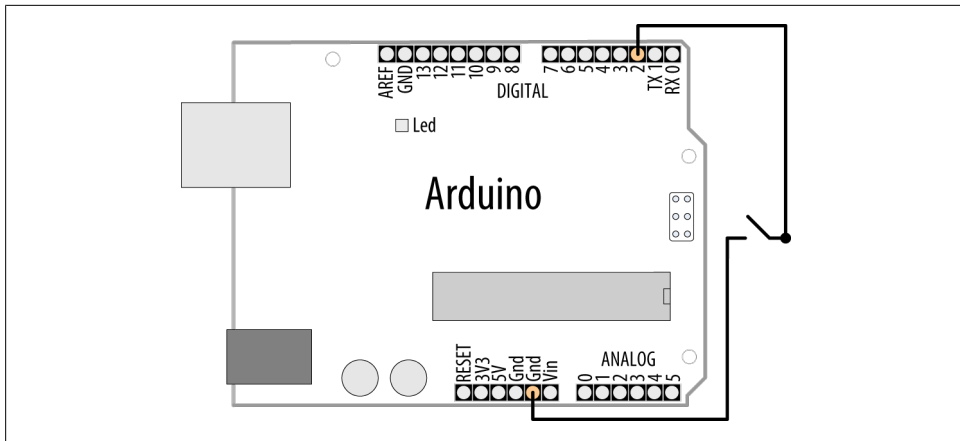 AREF
GND
13
12
11
10
9
8
7
6
5
4
3
2
TX 1
RX 0
DIGITAL
Led
Arduino
RESET
3V3
5V
Gnd
Gnd
Vin
ANALOG
0
1
2
3
4
5